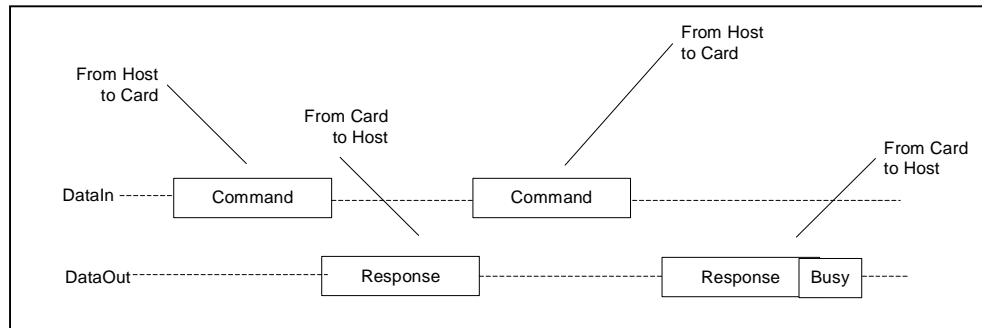 From Host
to Card
From Host
to Card
From Card
to Host
From Card
to Host
DataIn
Command
Command
DataOut
Response
Response
Busy